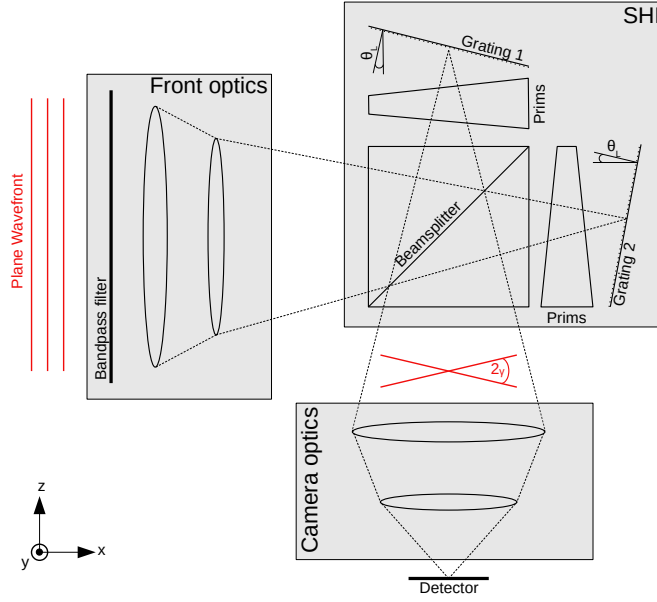 SHI
Grating 1
θL
Front optics
Prims
Plane Wavefront
Bandpass filter
Beamsplitter
θL
Grating 2
Prims
2γ
Camera optics
z
x
y
Detector